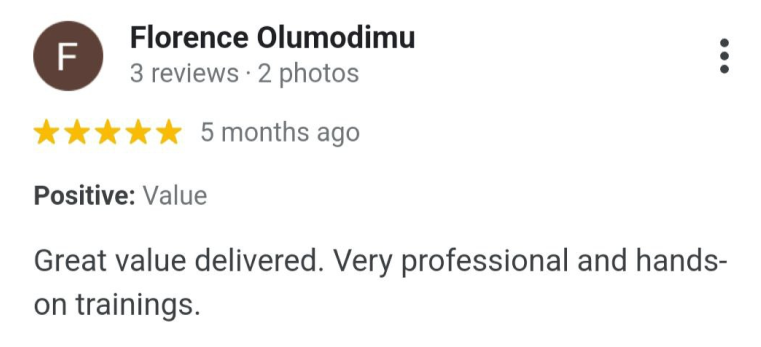 F
Florence Olumodimu
3 reviews · 2 photos
5 months ago
Positive: Value
Great value delivered. Very professional and hands-
on trainings.